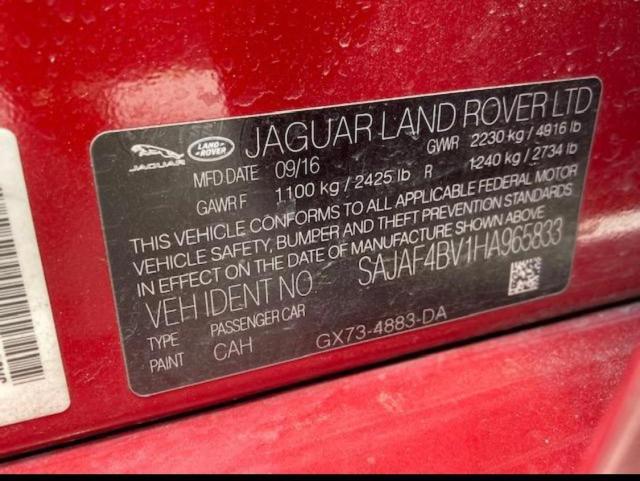 JAGUAR
LAND-
ROVER
JAGUAR LAND ROVER LTD
MFD DATE 09/16 GWR 2230 kg / 4916 lb
GAWR F 1100 kg / 2425 lb R 1240 kg / 2734 lb
THIS VEHICLE CONFORMS TO ALL APPLICABLE FEDERAL MOTOR
VEHICLE SAFETY, BUMPER AND THEFT PREVENTION STANDARDS
IN EFFECT ON THE DATE OF MANUFACTURE SHOWN ABOVE
VEH IDENT NO SAJAF4BV1HA965833
TYPE PASSENGER CAR
PAINT CAH GX73-4883-DA